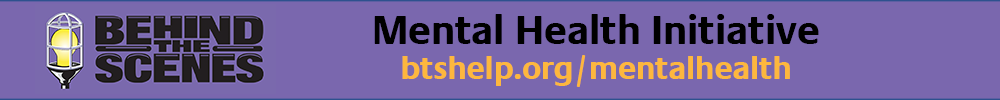 BEHIND
THE
SCENES
Mental Health Initiative
btshelp.org/mentalhealth